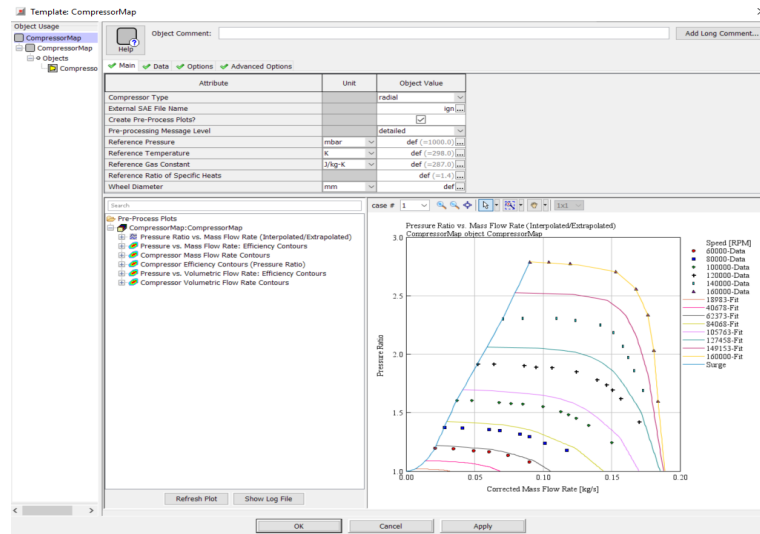 Template: CompressorMap
Object Usage
CompressorMap
CompressorMap
Objects
Compresso
Help
Object Comment:
Add Long Comment...
Main Data Options Advanced Options
Attribute Unit Object Value
Compressor Type radial
External SAE File Name ign ...
Create Pre-Process Plots?
Pre-processing Message Level detailed
Reference Pressure mbar def (=1000.0) ...
Reference Temperature K def (=298.0) ...
Reference Gas Constant J/kg-K def (=287.0) ...
Reference Ratio of Specific Heats def (=1.4) ...
Wheel Diameter mm def ...
Search
Pre-Process Plots
CompressorMap:CompressorMap
Pressure Ratio vs. Mass Flow Rate (Interpolated/Extrapolated)
Pressure vs. Mass Flow Rate: Efficiency Contours
Compressor Mass Flow Rate Contours
Compressor Efficiency Contours (Pressure Ratio)
Pressure vs. Volumetric Flow Rate: Efficiency Contours
Compressor Volumetric Flow Rate Contours
Refresh Plot Show Log File
case # 1 1x1
Pressure Ratio vs. Mass Flow Rate (Interpolated/Extrapolated)
CompressorMap object CompressorMap
3.0
2.5
2.0
1.5
1.0
Pressure Ratio
0.00 0.05 0.10 0.15 0.20
Corrected Mass Flow Rate [kg/s]
Speed [RPM]
60000-Data
80000-Data
100000-Data
120000-Data
140000-Data
160000-Data
18983-Fit
40678-Fit
62373-Fit
84068-Fit
105763-Fit
127458-Fit
149153-Fit
160000-Fit
Surge
OK Cancel Apply